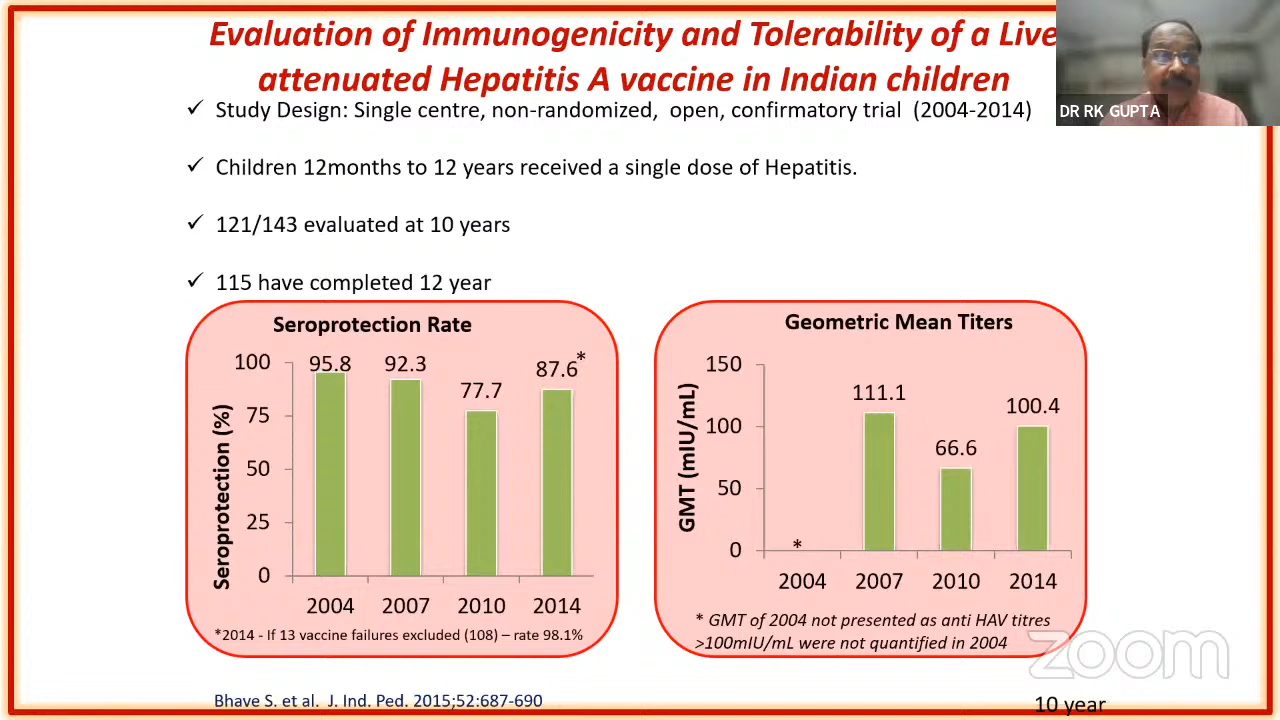 Evaluation of Immunogenicity and Tolerability of a Live
attenuated Hepatitis A vaccine in Indian children
DR RK GUPTA
✓ Study Design: Single centre, non-randomized, open, confirmatory trial (2004-2014)
✓ Children 12months to 12 years received a single dose of Hepatitis.
✓ 121/143 evaluated at 10 years
✓ 115 have completed 12 year
Seroprotection Rate
Seroprotection (%)
100
75
50
25
0
95.8
92.3
77.7
87.6*
2004 2007 2010 2014
*2014 - If 13 vaccine failures excluded (108) – rate 98.1%
Geometric Mean Titers
GMT (mIU/mL)
150
100
50
0
*
111.1
66.6
100.4
2004 2007 2010 2014
* GMT of 2004 not presented as anti HAV titres
>100mIU/mL were not quantified in 2004
zoom
Bhave S. et al. J. Ind. Ped. 2015;52:687-690
10 year